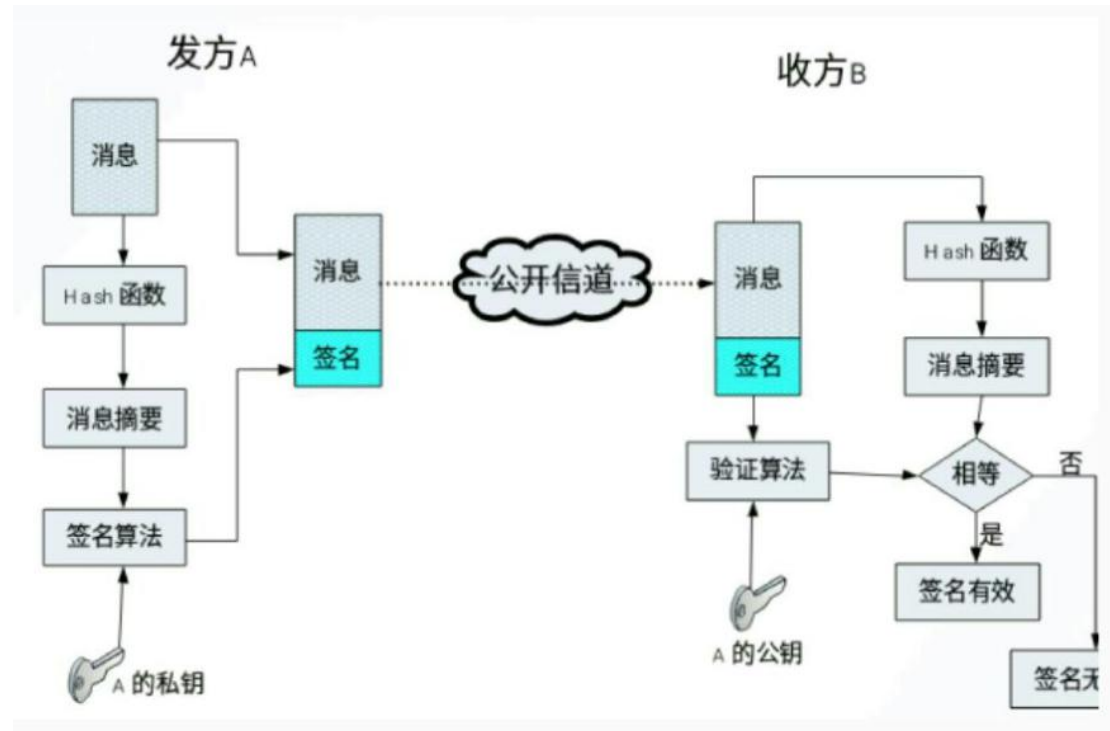 发方A
收方B
消息
Hash 函数
消息摘要
签名算法
A 的私钥
消息
签名
公开信道
消息
签名
验证算法
A 的公钥
Hash 函数
消息摘要
相等
否
是
签名有效
签名无